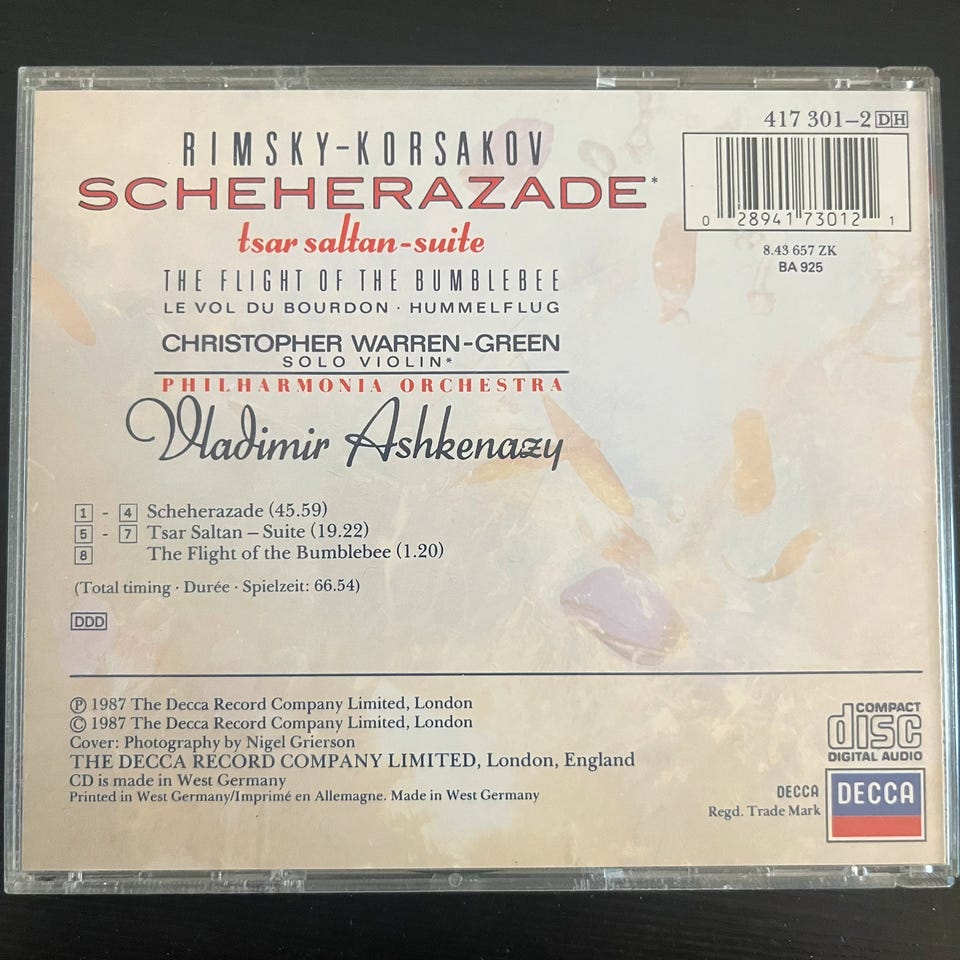 RIMSKY-KORSAKOV
SCHEHERAZADE*
tsar saltan-suite
THE FLIGHT OF THE BUMBLEBEE
LE VOL DU BOURDON · HUMMELFLUG
CHRISTOPHER WARREN-GREEN
SOLO VIOLIN*
PHILHARMONIA ORCHESTRA
Vladimir Ashkenazy
417 301-2 DH
0 28941 73012 1
8.43 657 ZK
BA 925
1 - 4 Scheherazade (45.59)
5 - 7 Tsar Saltan – Suite (19.22)
8 The Flight of the Bumblebee (1.20)
(Total timing · Durée · Spielzeit: 66.54)
DDD
℗ 1987 The Decca Record Company Limited, London
© 1987 The Decca Record Company Limited, London
Cover: Photography by Nigel Grierson
THE DECCA RECORD COMPANY LIMITED, London, England
CD is made in West Germany
Printed in West Germany/Imprimé en Allemagne. Made in West Germany
COMPACT
disc
DIGITAL AUDIO
DECCA
Regd. Trade Mark
DECCA